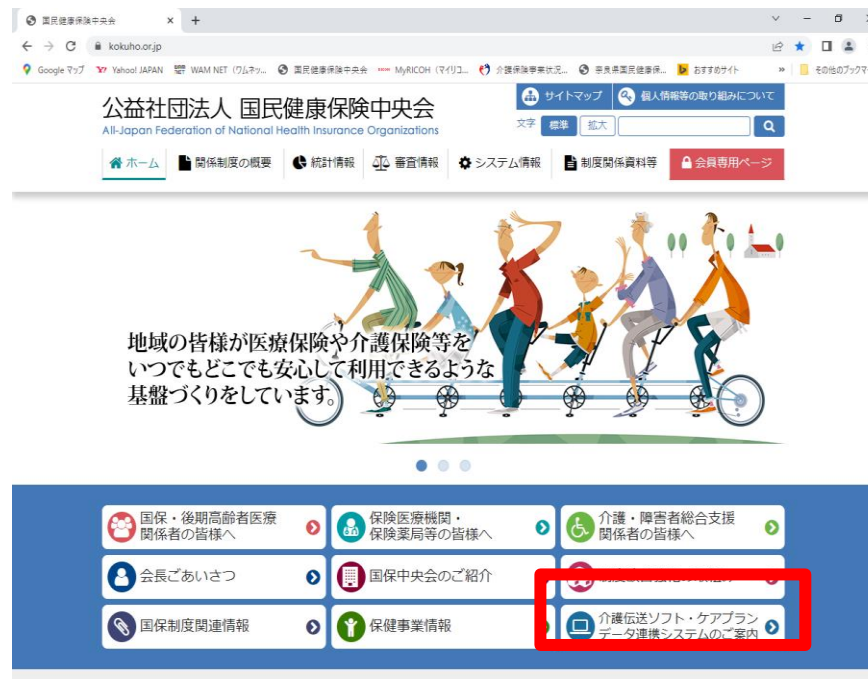 国民健康保険中央会
kokuho.or.jp
Google マップ
Yahoo! JAPAN
WAM NET (ワムネッ...
国民健康保険中央会
MyRICOH (マイリコ...
介護保険事業状況...
奈良県国民健康保...
おすすめサイト
»
その他のブックマ
公益社団法人 国民健康保険中央会
All-Japan Federation of National Health Insurance Organizations
サイトマップ
個人情報等の取り組みについて
文字 標準 拡大
ホーム
関係制度の概要
統計情報
審査情報
システム情報
制度関係資料等
会員専用ページ
地域の皆様が医療保険や介護保険等を
いつでもどこでも安心して利用できるような
基盤づくりをしています。
国保・後期高齢者医療
関係者の皆様へ
保険医療機関・
保険薬局等の皆様へ
介護・障害者総合支援
関係者の皆様へ
会長ごあいさつ
国保中央会のご紹介
国保制度関連情報
保健事業情報
介護伝送ソフト・ケアプラン
データ連携システムのご案内